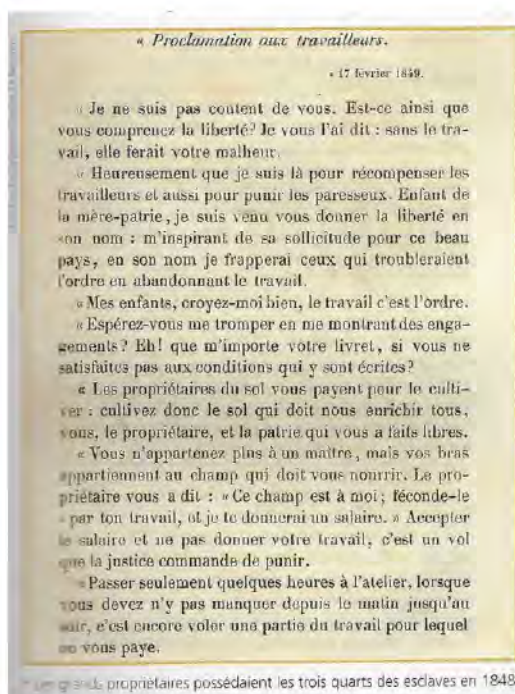 « Proclamation aux travailleurs.
« 17 février 1849.
« Je ne suis pas content de vous. Est-ce ainsi que
vous comprenez la liberté? Je vous l'ai dit : sans le tra-
vail, elle ferait votre malheur.
« Heureusement que je suis là pour récompenser les
travailleurs et aussi pour punir les paresseux. Enfant de
la mère-patrie, je suis venu vous donner la liberté en
son nom : m'inspirant de sa sollicitude pour ce beau
pays, en son nom je frapperai ceux qui troubleraient
l'ordre en abandonnant le travail.
« Mes enfants, croyez-moi bien, le travail c'est l'ordre.
« Espérez-vous me tromper en me montrant des enga-
gements? Eh! que m'importe votre livret, si vous ne
satisfaites pas aux conditions qui y sont écrites?
« Les propriétaires du sol vous payent pour le culti-
ver : cultivez donc le sol qui doit nous enrichir tous,
vous, le propriétaire, et la patrie qui vous a faits libres.
« Vous n'appartenez plus à un maître, mais vos bras
appartiennent au champ qui doit vous nourrir. Le pro-
priétaire vous a dit : « Ce champ est à moi; féconde-le
« par ton travail, et je te donnerai un salaire. » Accepter
le salaire et ne pas donner votre travail, c'est un vol
que la justice commande de punir.
« Passer seulement quelques heures à l'atelier, lorsque
vous devez n'y pas manquer depuis le matin jusqu'au
soir, c'est encore voler une partie du travail pour lequel
on vous paye.
grands propriétaires possédaient les trois quarts des esclaves en 1848